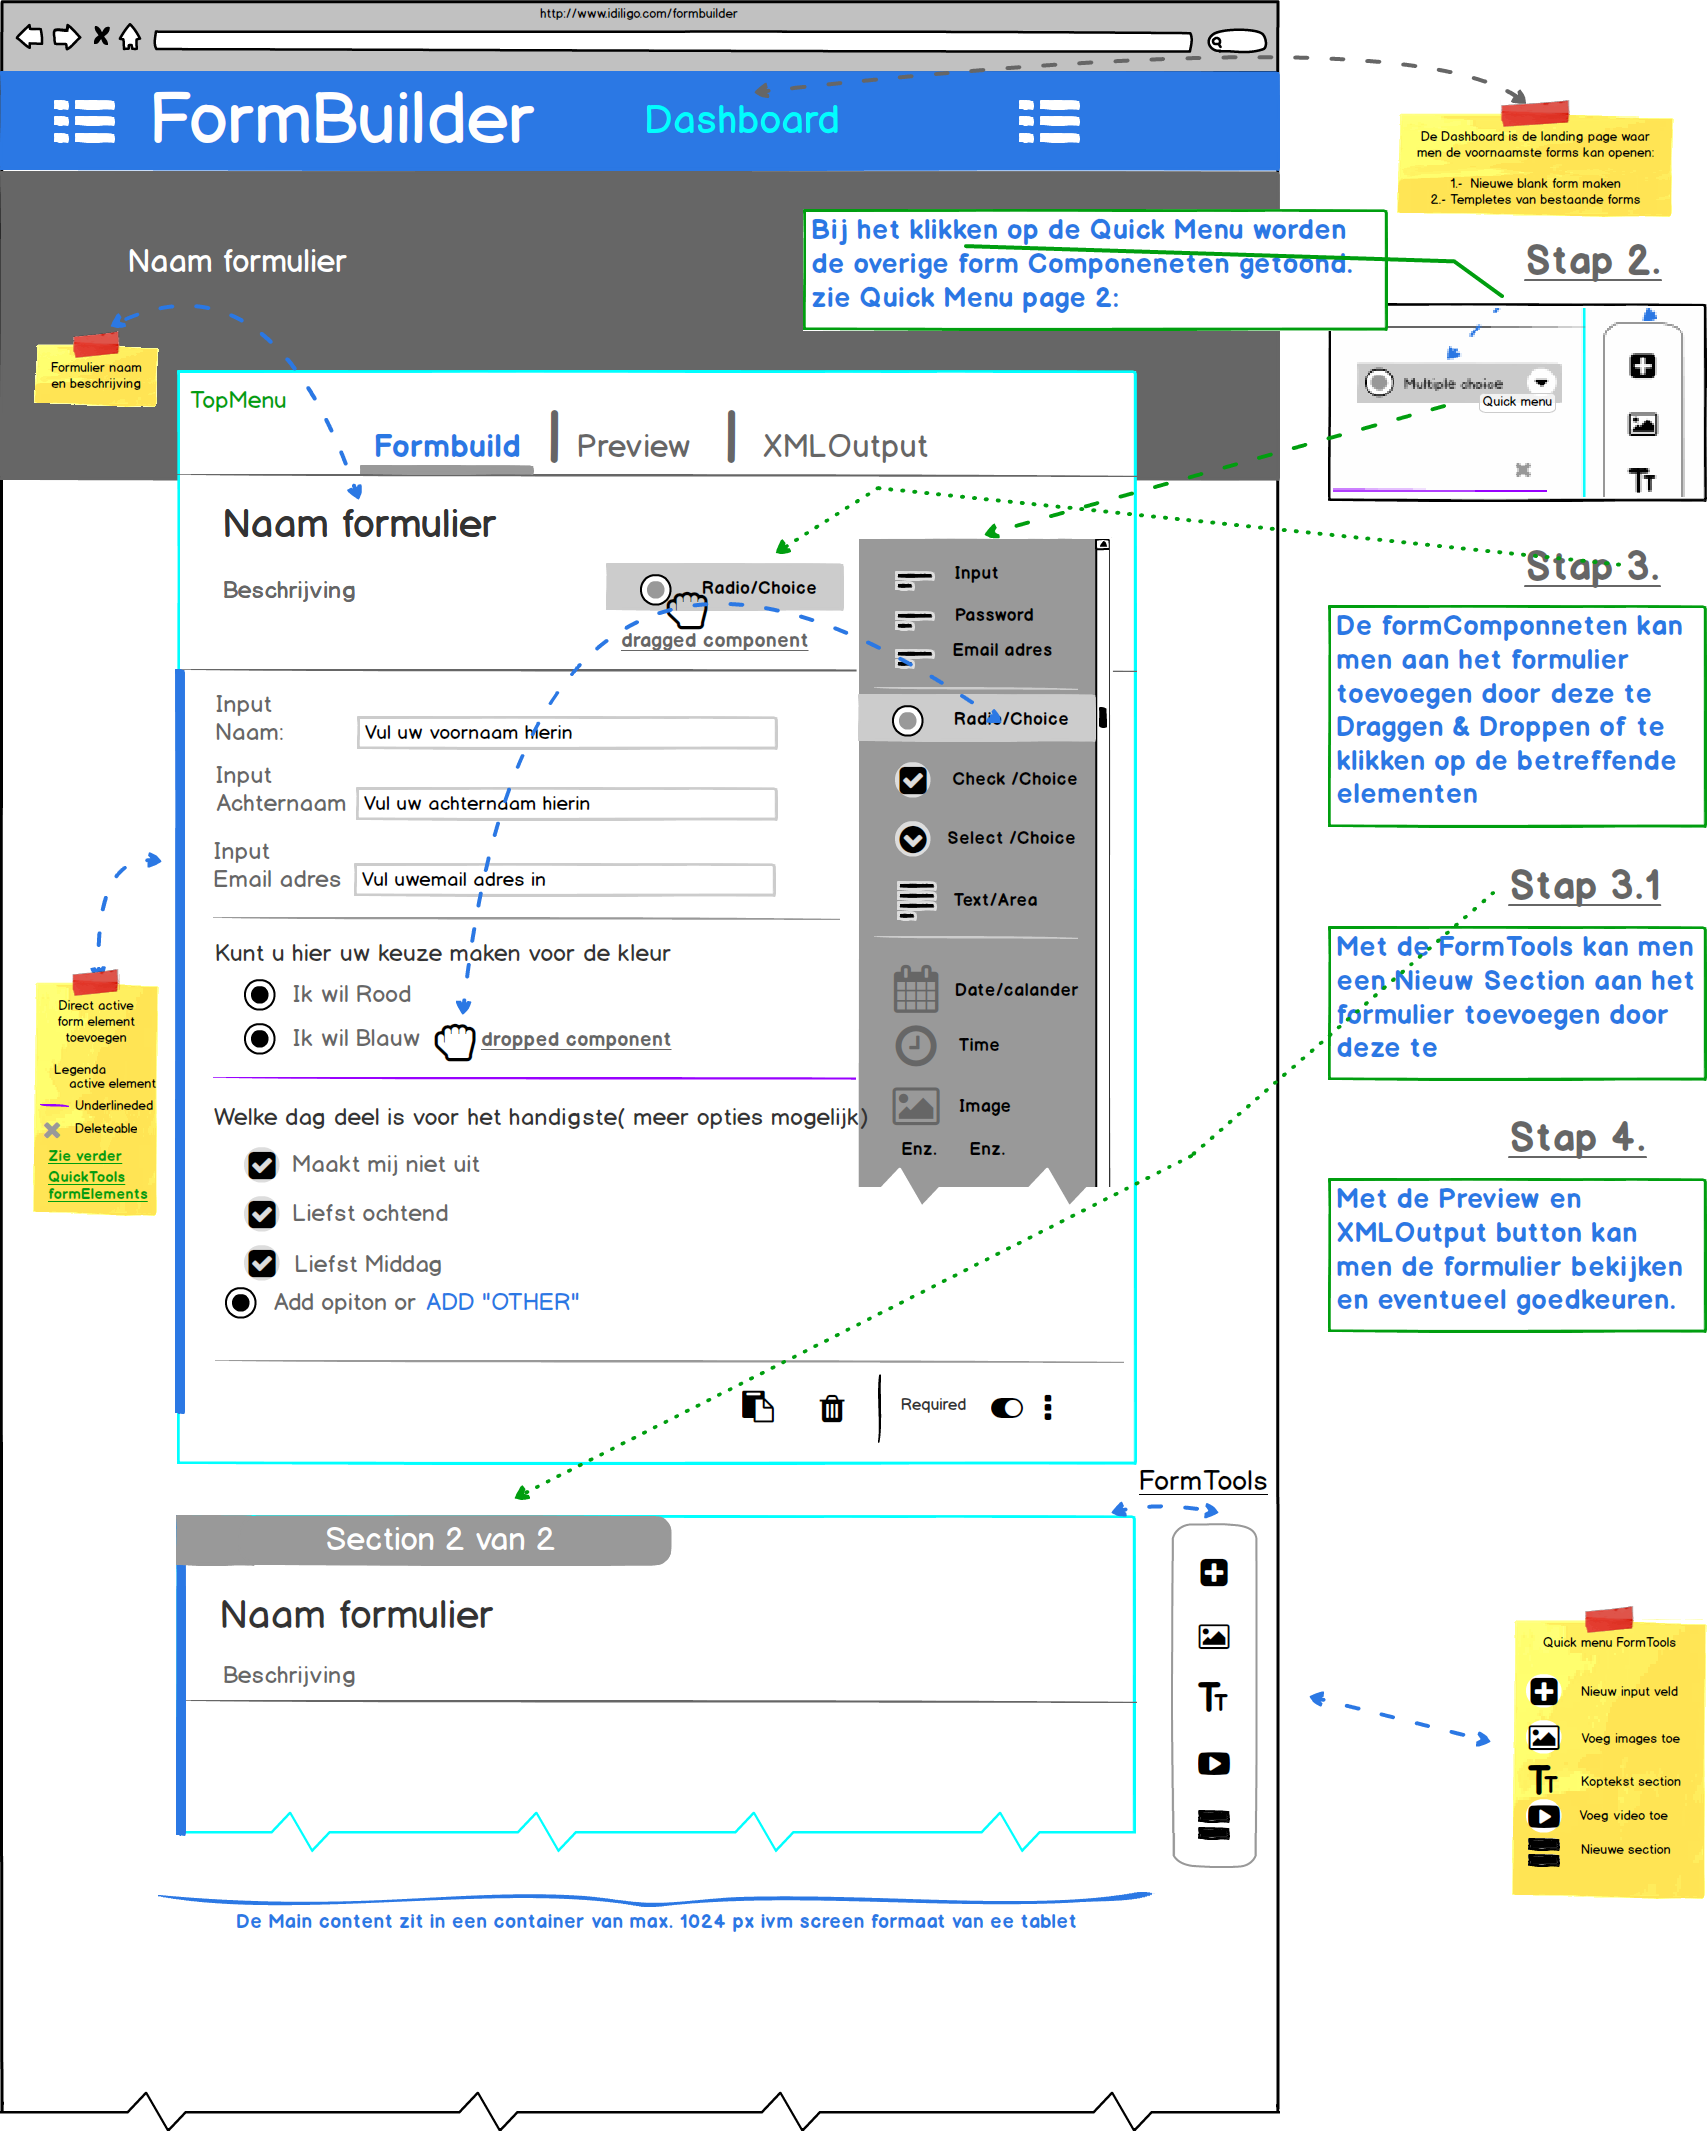 http://www.idiligo.com/formbuilder
FormBuilder
Dashboard
De Dashboard is de landing page waar
men de voornaamste forms kan openen:
1.- Nieuwe blank form maken
2.- Templetes van bestaande forms
Naam formulier
Bij het klikken op de Quick Menu worden
de overige form Componeneten getoond.
zie Quick Menu page 2:
Stap 2.
Multiple choice
Quick menu
Tт
Formulier naam
en beschrijving
TopMenu
Formbuild
Preview
XMLOutput
Naam formulier
Beschrijving
Radio/Choice
dragged component
Input
Password
Email adres
Radio/Choice
Check /Choice
Select /Choice
Text/Area
Date/calander
Time
Image
Enz.
Enz.
Stap 3.
De formComponneten kan
men aan het formulier
toevoegen door deze te
Draggen & Droppen of te
klikken op de betreffende
elementen
Input
Naam:
Vul uw voornaam hierin
Input
Achternaam
Vul uw achternaam hierin
Input
Email adres
Vul uwemail adres in
Stap 3.1
Met de FormTools kan men
een Nieuw Section aan het
formulier toevoegen door
deze te
Kunt u hier uw keuze maken voor de kleur
Ik wil Rood
Ik wil Blauw
dropped component
Direct active
form element
toevoegen
Legenda
active element
Underlineded
Deleteable
Zie verder
QuickTools
formElements
Welke dag deel is voor het handigste( meer opties mogelijk)
Maakt mij niet uit
Liefst ochtend
Liefst Middag
Add opiton or ADD "OTHER"
Stap 4.
Met de Preview en
XMLOutput button kan
men de formulier bekijken
en eventueel goedkeuren.
Required
FormTools
Section 2 van 2
Naam formulier
Beschrijving
Tт
Quick menu FormTools
Nieuw input veld
Voeg images toe
Tт Koptekst section
Voeg video toe
Nieuwe section
De Main content zit in een container van max. 1024 px ivm screen formaat van ee tablet